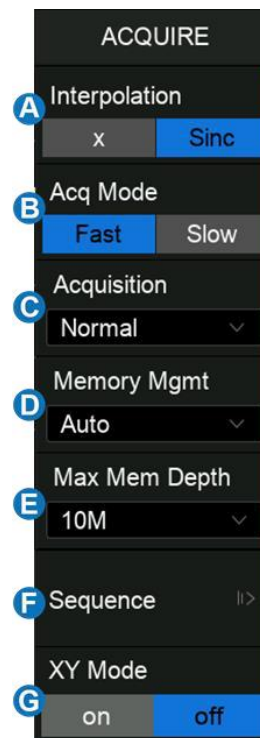 ACQUIRE
A Interpolation
x Sinc
B Acq Mode
Fast Slow
C Acquisition
Normal
D Memory Mgmt
Auto
E Max Mem Depth
10M
F Sequence
XY Mode
G on off